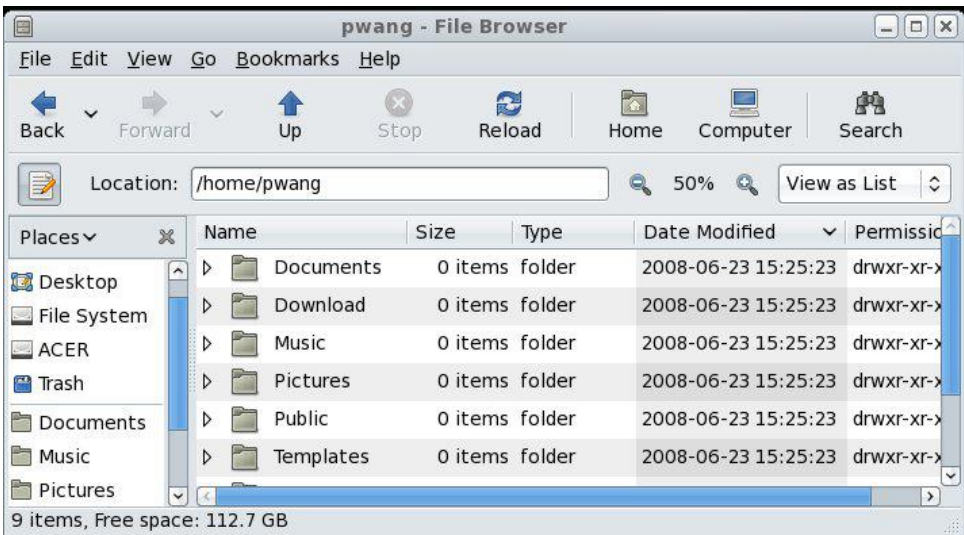 pwang - File Browser
File Edit View Go Bookmarks Help
Back Forward Up Stop Reload Home Computer Search
Location: /home/pwang 50% View as List
Places Name Size Type Date Modified Permissic
Desktop
File System
ACER
Trash
Documents
Music
Pictures
Documents 0 items folder 2008-06-23 15:25:23 drwxr-xr-x
Download 0 items folder 2008-06-23 15:25:23 drwxr-xr-x
Music 0 items folder 2008-06-23 15:25:23 drwxr-xr-x
Pictures 0 items folder 2008-06-23 15:25:23 drwxr-xr-x
Public 0 items folder 2008-06-23 15:25:23 drwxr-xr-x
Templates 0 items folder 2008-06-23 15:25:23 drwxr-xr-x
9 items, Free space: 112.7 GB